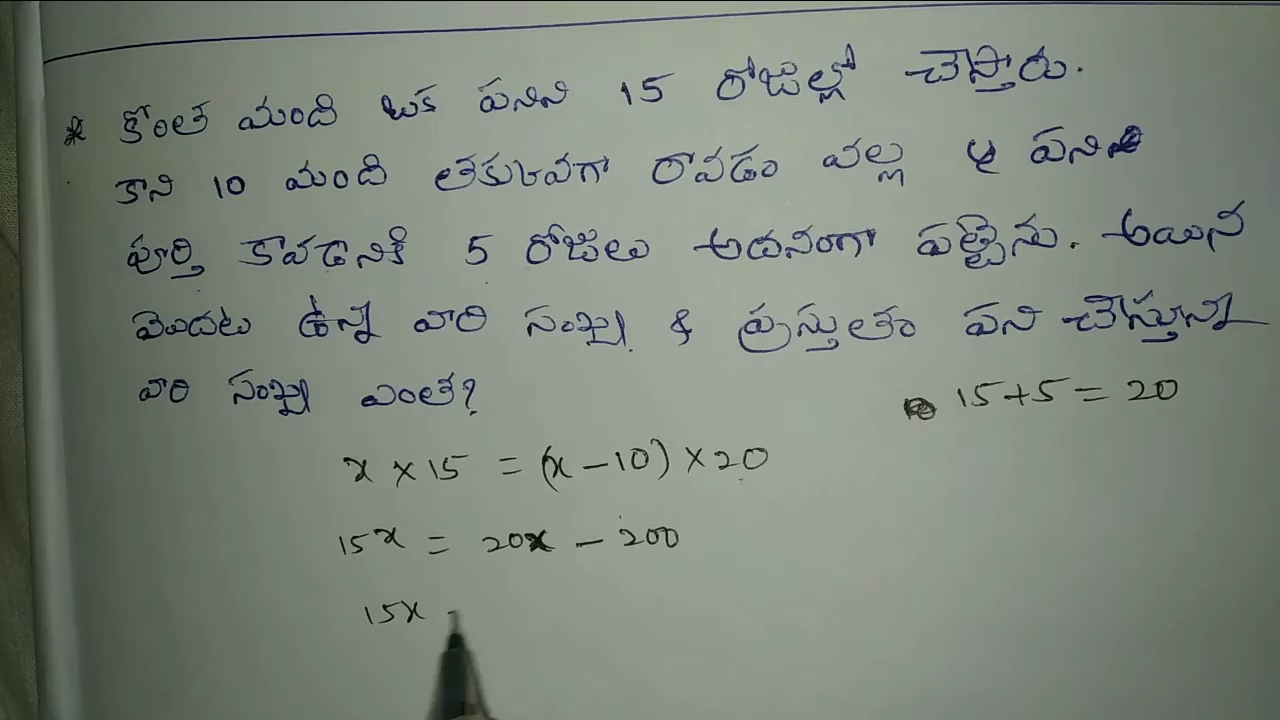 * కొంత మంది ఒక పనిని 15 రోజుల్లో చేస్తారు.
కాని 10 మంది తకువగా రావడం వల్ల ఆ పని
పూర్తి కావడానికి 5 రోజులు అదనంగా పట్టెను. అయిన
మొదట ఉన్న వారి సంఖ్య & ప్రస్తుతం పని చేస్తున్న
వారి సంఖ్య ఎంత?
15+5=20
x × 15 = (x - 10) × 20
15x = 20x - 200
15x -